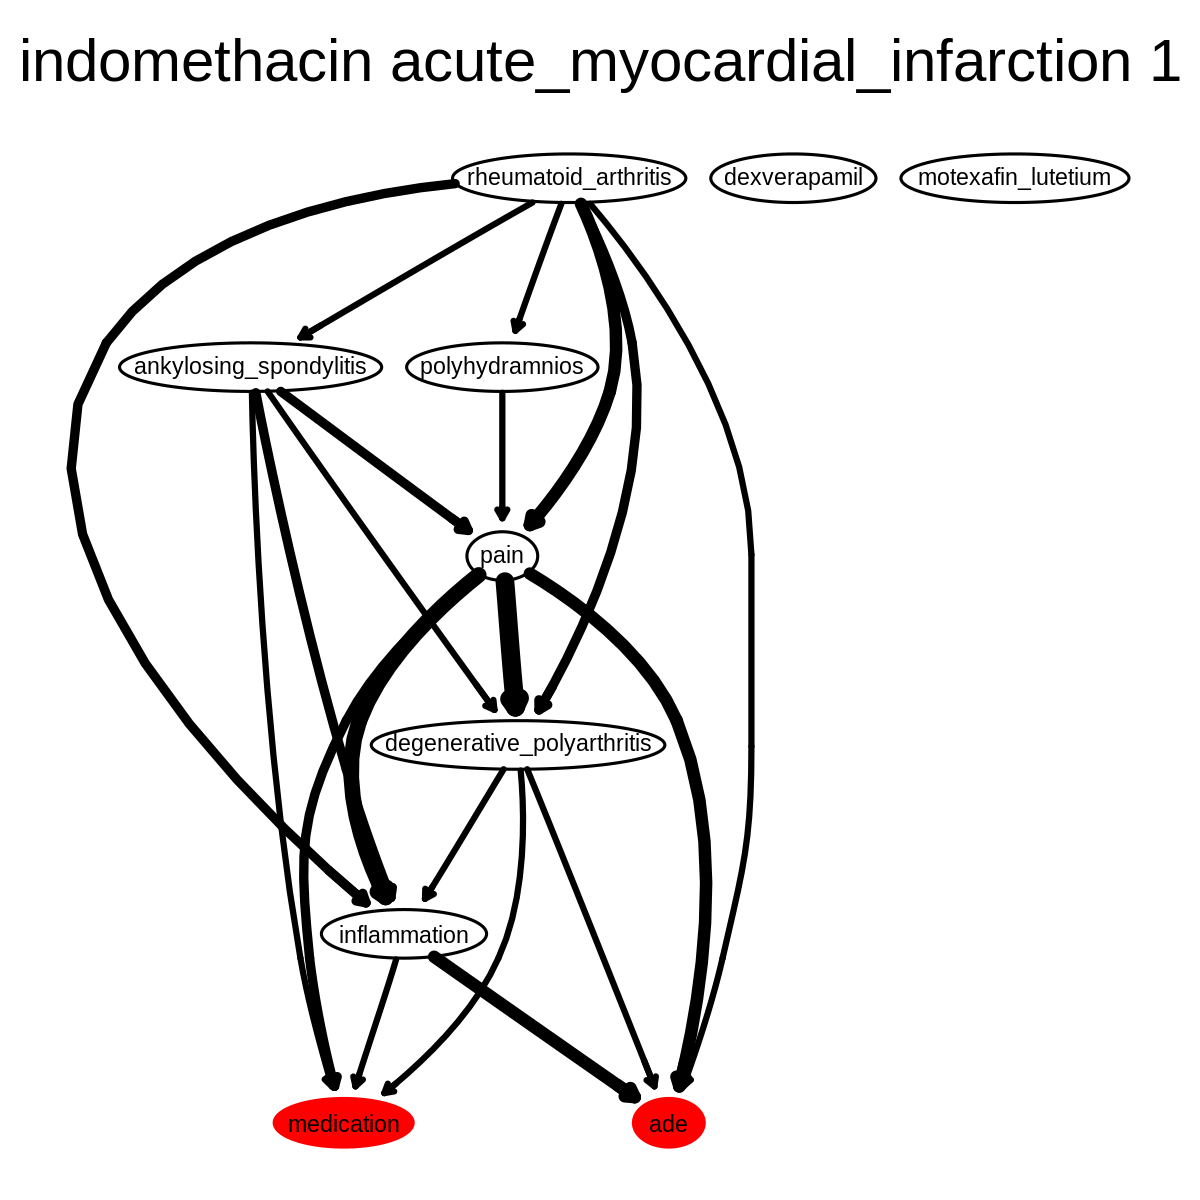 indomethacin acute_myocardial_infarction 1
rheumatoid_arthritis
dexverapamil
motexafin_lutetium
ankylosing_spondylitis
polyhydramnios
pain
degenerative_polyarthritis
inflammation
medication
ade